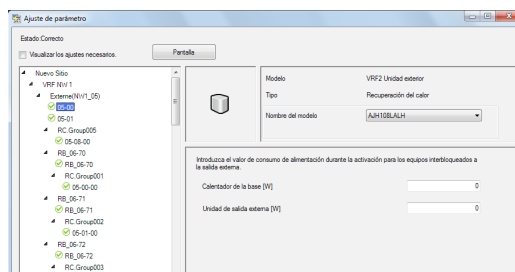 Ajuste de parámetro
Estado:Correcto
Visualizar los ajustes necesarios.
Pantalla
Nuevo Sitio
VRF NW 1
Externe(NW1_05)
05-00
05-01
RC.Group005
05-08-00
RB_06-70
RB_06-70
RC.Group001
05-00-00
RB_06-71
RB_06-71
RC.Group002
05-01-00
RB_06-72
RB_06-72
RC.Group003
Modelo VRF2 Unidad exterior
Tipo Recuperación del calor
Nombre del modelo AJH108LALH
Introduzca el valor de consumo de alimentación durante la activación para los equipos interbloqueados a
la salida externa.
Calentador de la base [W] 0
Unidad de salida externa [W] 0